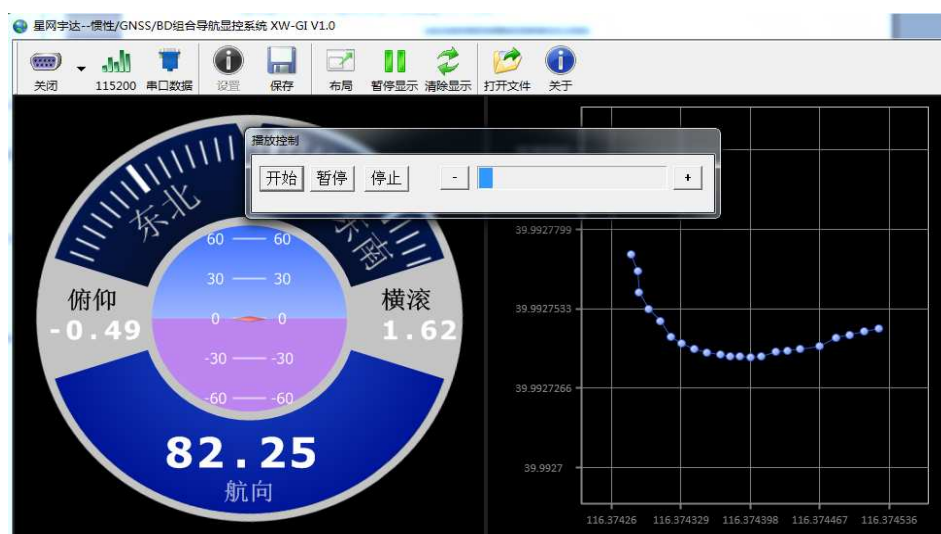 星网宇达--惯性/GNSS/BD组合导航显控系统 XW-GI V1.0
关闭 115200 串口数据 设置 保存 布局 暂停显示 清除显示 打开文件 关于
播放控制
开始 暂停 停止 - +
东北 东南
60 60
30 30
0 0
-30 -30
-60 -60
俯仰
-0.49
横滚
1.62
82.25
航向
39.9927799
39.9927533
39.9927266
39.9927
116.37426 116.374329 116.374398 116.374467 116.374536